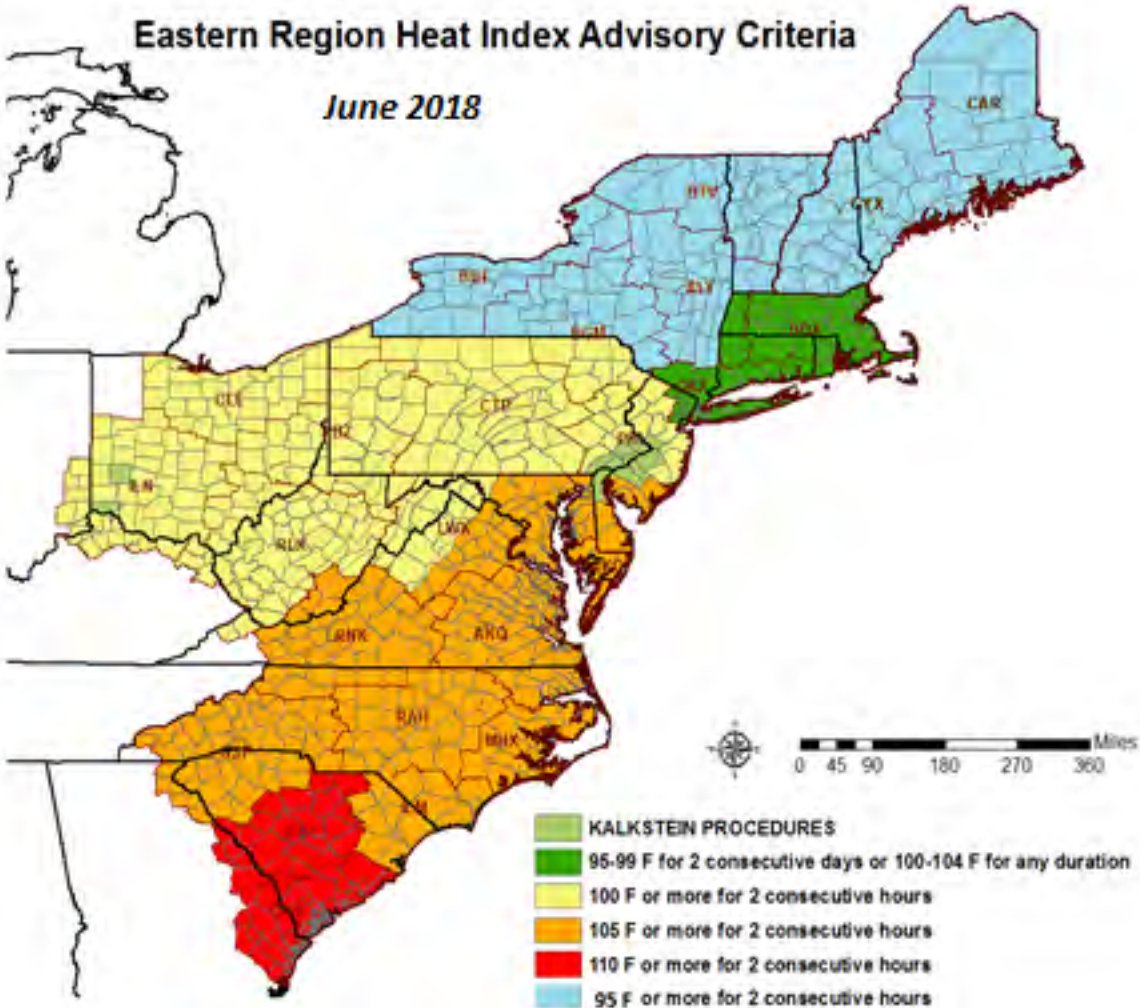 Eastern Region Heat Index Advisory Criteria
June 2018
CAR
BTV
GYX
BUF
ALY
BGM
BOX
CLE
CTP
ILN
RLX
LWX
RNK
AKQ
RAH
MHX
GSP
Miles
0 45 90 180 270 360
KALKSTEIN PROCEDURES
95-99 F for 2 consecutive days or 100-104 F for any duration
100 F or more for 2 consecutive hours
105 F or more for 2 consecutive hours
110 F or more for 2 consecutive hours
95 F or more for 2 consecutive hours